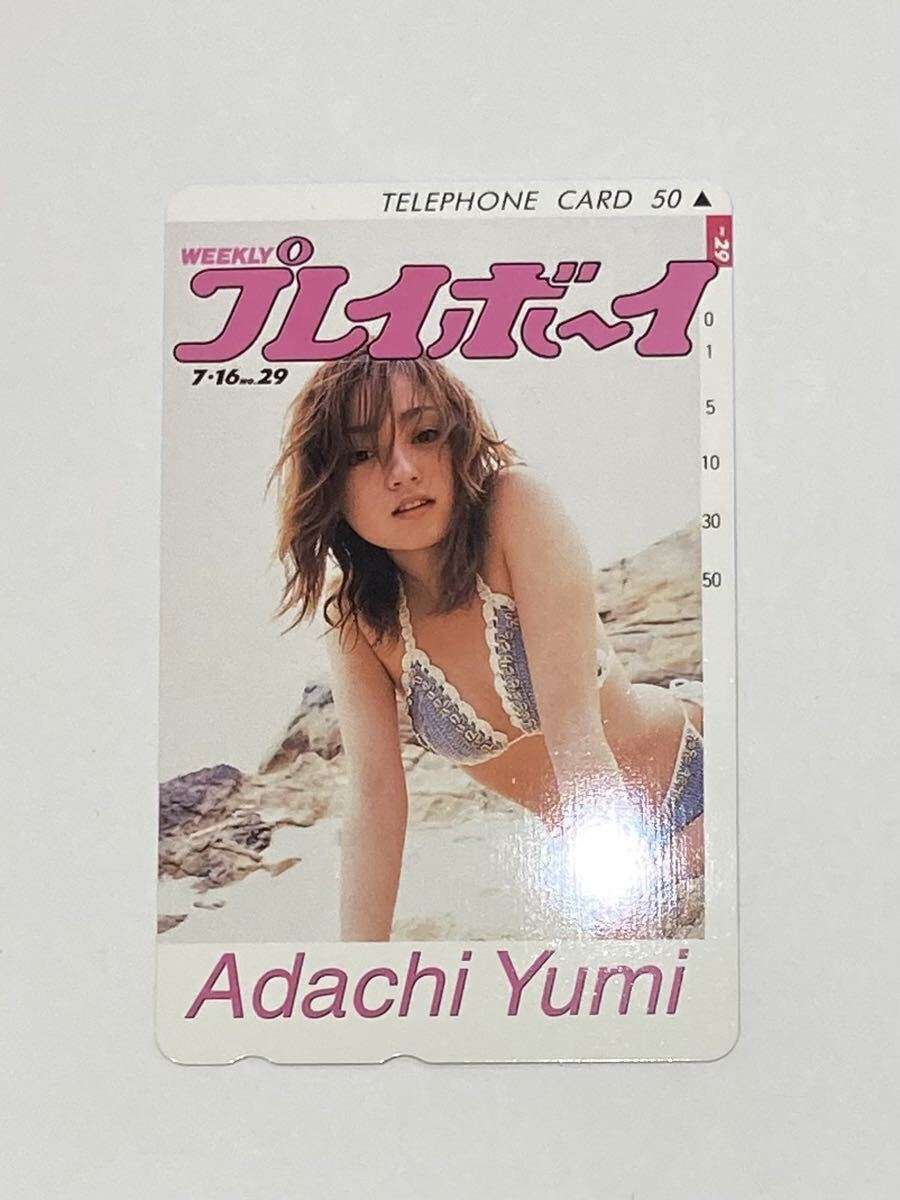 TELEPHONE CARD 50 ▲
WEEKLY
プレイボーイ
7・16 NO.29
29
0
1
5
10
30
50
Adachi Yumi